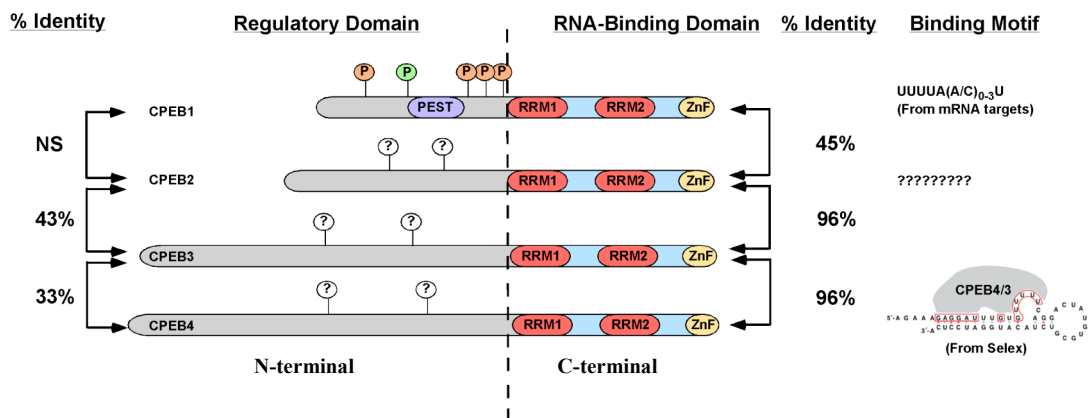 % Identity Regulatory Domain RNA-Binding Domain % Identity Binding Motif
P P P P P
CPEB1 PEST RRM1 RRM2 ZnF UUUUA(A/C)0-3U
(From mRNA targets)
NS ? ? 45%
CPEB2 RRM1 RRM2 ZnF ?????????
43% ? ? 96%
CPEB3 RRM1 RRM2 ZnF
33% ? ? 96%
CPEB4/3
CPEB4 RRM1 RRM2 ZnF
5´-A G A A A G A G G A U U U G U G
3´-A C U C C U A G G U A C A U
(From Selex)
N-terminal C-terminal